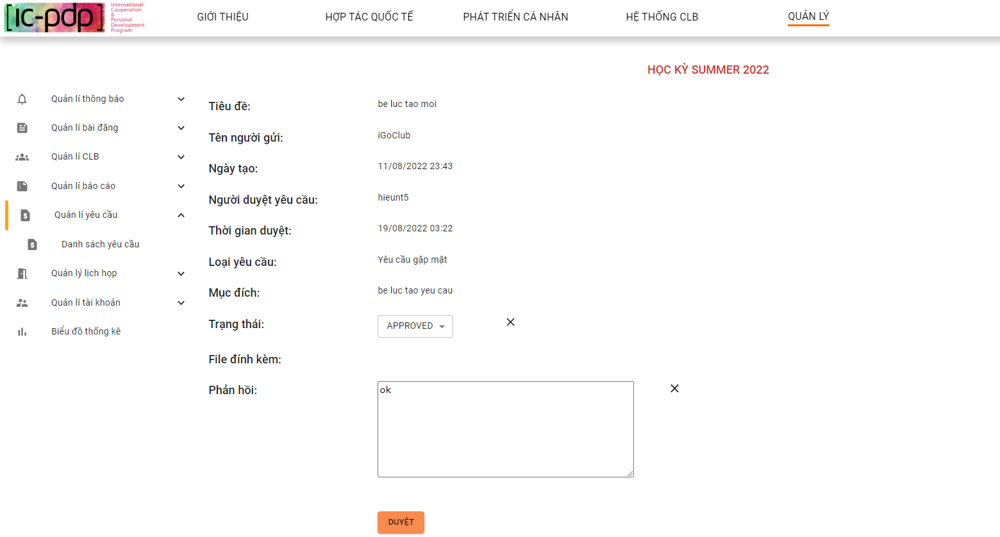 [ic-pdp]
International
Cooperation
&
Personal
Development
Program
GIỚI THIỆU
HỢP TÁC QUỐC TẾ
PHÁT TRIỂN CÁ NHÂN
HỆ THỐNG CLB
QUẢN LÝ
HỌC KỲ SUMMER 2022
Quản lí thông báo
Quản lí bài đăng
Quản lí CLB
Quản lí báo cáo
Quản lí yêu cầu
Danh sách yêu cầu
Quản lý lịch họp
Quản lí tài khoản
Biểu đồ thống kê
Tiêu đề: be luc tao moi
Tên người gửi: iGoClub
Ngày tạo: 11/08/2022 23:43
Người duyệt yêu cầu: hieunt5
Thời gian duyệt: 19/08/2022 03:22
Loại yêu cầu: Yêu cầu gặp mặt
Mục đích: be luc tao yeu cau
Trạng thái: APPROVED
File đính kèm:
Phản hồi: ok
DUYỆT